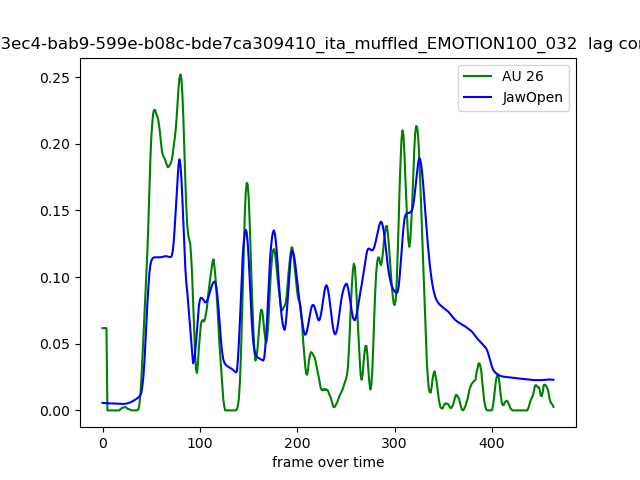 3ec4-bab9-599e-b08c-bde7ca309410_ita_muffled_EMOTION100_032 lag
AU 26
JawOpen
0.25
0.20
0.15
0.10
0.05
0.00
0 100 200 300 400
frame over time